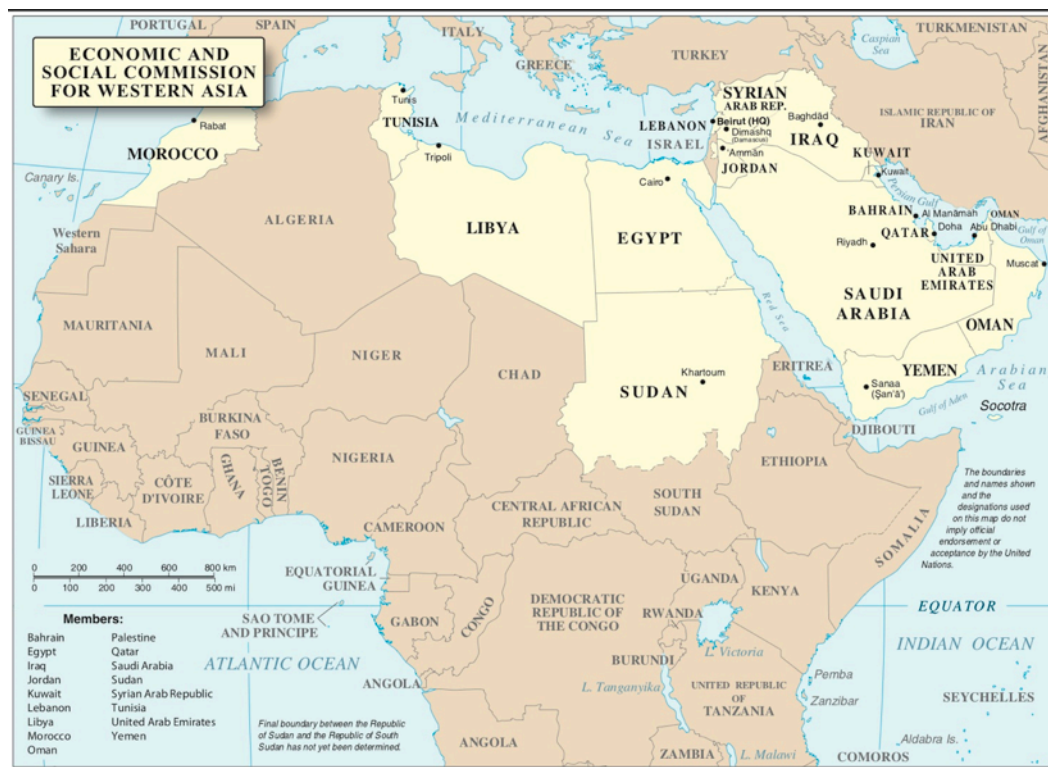 ECONOMIC AND
SOCIAL COMMISSION
FOR WESTERN ASIA
PORTUGAL
SPAIN
ITALY
GREECE
TURKEY
Caspian
Sea
TURKMENISTAN
AFGHANISTAN
ISLAMIC REPUBLIC OF
IRAN
Rabat
MOROCCO
Canary Is.
Western
Sahara
ALGERIA
Tunis
TUNISIA
Mediterranean Sea
Tripoli
LIBYA
Cairo
EGYPT
SYRIAN
ARAB REP.
LEBANON
Beirut (HQ)
Dimashq
(Damascus)
ISRAEL
'Ammān
JORDAN
Baghdād
IRAQ
KUWAIT
Kuwait
Persian Gulf
BAHRAIN
Al Manāmah
QATAR
Doha
OMAN
Abu Dhabi
Gulf of
Oman
Riyadh
UNITED
ARAB
EMIRATES
Muscat
SAUDI
ARABIA
OMAN
Red Sea
YEMEN
Sanaa
(Şan'ā')
Arabian
Sea
Gulf of Aden
Socotra
MAURITANIA
MALI
NIGER
CHAD
Khartoum
SUDAN
ERITREA
DJIBOUTI
SENEGAL
GUINEA
BISSAU
GUINEA
SIERRA
LEONE
LIBERIA
CÔTE
D'IVOIRE
BURKINA
FASO
GHANA
TOGO
BENIN
NIGERIA
CAMEROON
CENTRAL AFRICAN
REPUBLIC
SOUTH
SUDAN
ETHIOPIA
SOMALIA
The boundaries
and names shown
and the
designations used
on this map do not
imply official
endorsement or
acceptance by the United
Nations.
0 200 400 600 800 km
0 100 200 300 400 500 mi
EQUATORIAL
GUINEA
SAO TOME
AND PRINCIPE
GABON
CONGO
DEMOCRATIC
REPUBLIC OF
THE CONGO
UGANDA
KENYA
RWANDA
BURUNDI
L. Victoria
L. Tanganyika
UNITED REPUBLIC
OF
TANZANIA
Pemba
Zanzibar
EQUATOR
INDIAN OCEAN
SEYCHELLES
Aldabra Is.
COMOROS
ATLANTIC OCEAN
ANGOLA
ANGOLA
ZAMBIA
L. Malawi
Members:
Bahrain
Egypt
Iraq
Jordan
Kuwait
Lebanon
Libya
Morocco
Oman
Palestine
Qatar
Saudi Arabia
Sudan
Syrian Arab Republic
Tunisia
United Arab Emirates
Yemen
Final boundary between the Republic
of Sudan and the Republic of South
Sudan has not yet been determined.